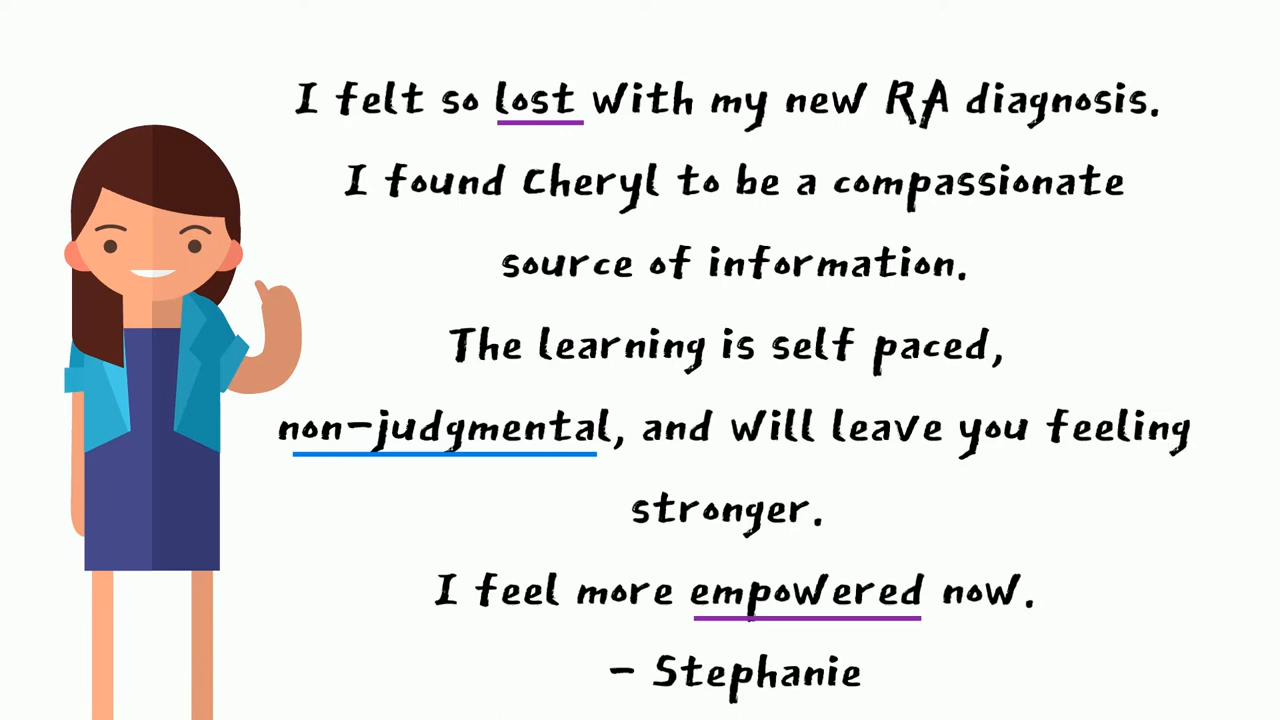 I felt so lost with my new RA diagnosis.
I found Cheryl to be a compassionate
source of information.
The learning is self paced,
non-judgmental, and will leave you feeling
stronger.
I feel more empowered now.
- Stephanie